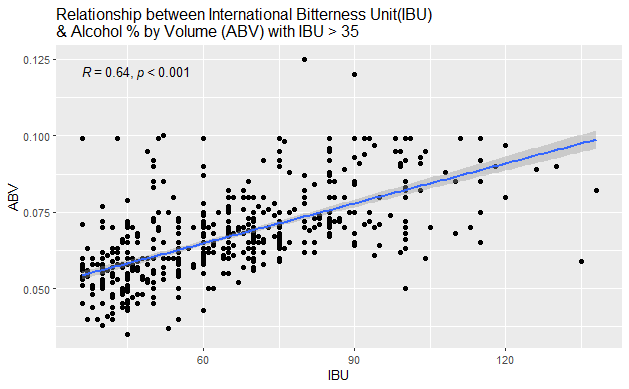 Relationship between International Bitterness Unit(IBU)
& Alcohol % by Volume (ABV) with IBU > 35
R = 0.64, p < 0.001
0.125
0.100
0.075
0.050
ABV
60 90 120
IBU